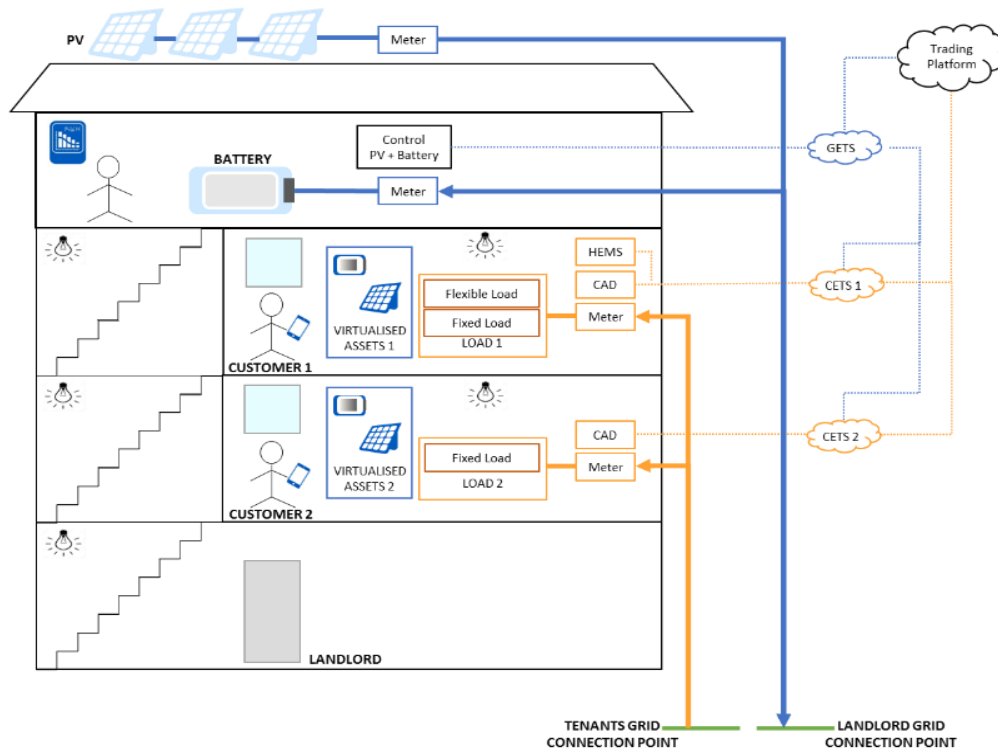 PV
Meter
Trading
Platform
Control
PV + Battery
GETS
BATTERY
Meter
HEMS
CAD
Meter
CETS 1
Flexible Load
Fixed Load
LOAD 1
VIRTUALISED
ASSETS 1
CUSTOMER 1
CAD
Meter
CETS 2
Fixed Load
LOAD 2
VIRTUALISED
ASSETS 2
CUSTOMER 2
LANDLORD
TENANTS GRID
CONNECTION POINT
LANDLORD GRID
CONNECTION POINT